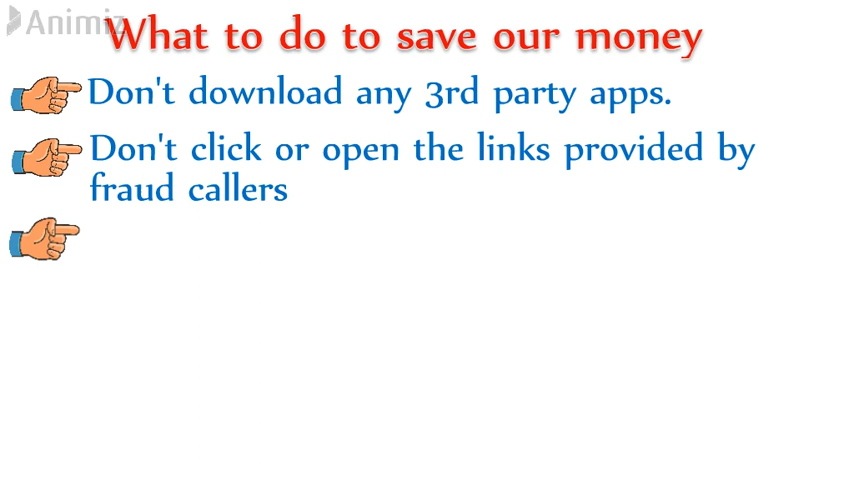 Animiz
What to do to save our money
Don't download any 3rd party apps.
Don't click or open the links provided by
fraud callers